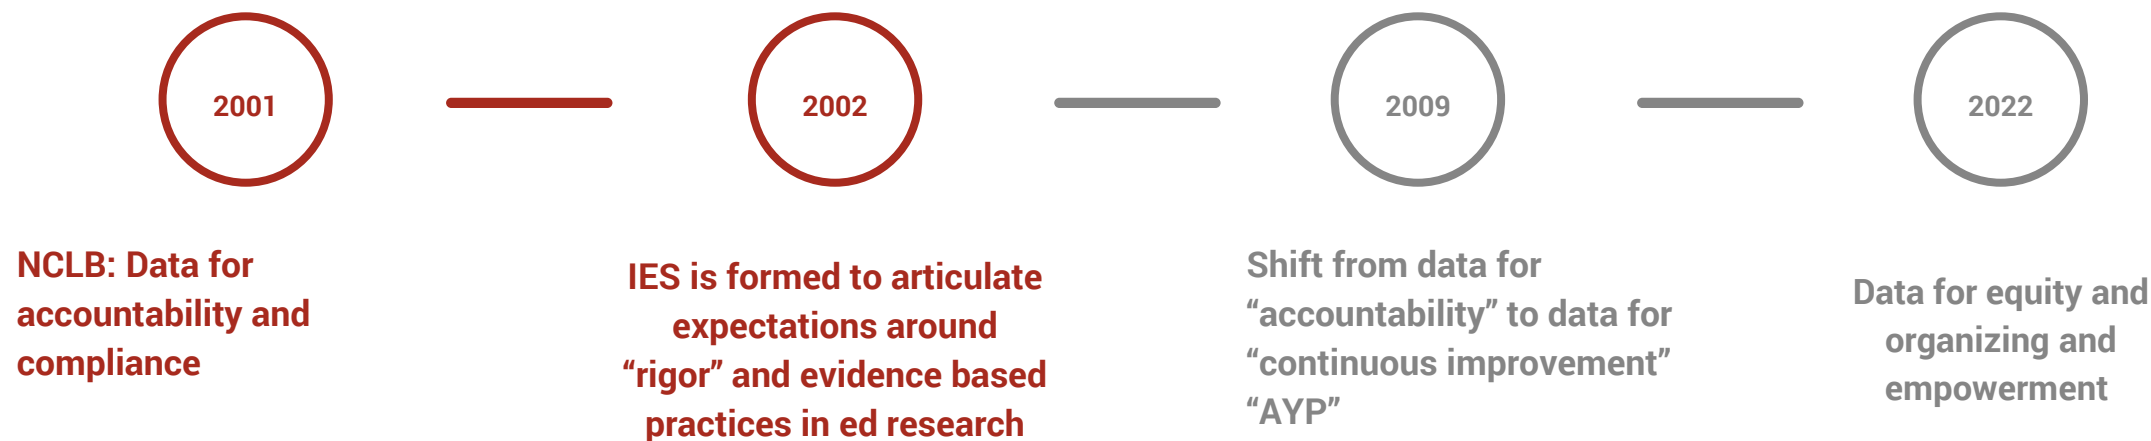 2001
2002
2009
2022
NCLB: Data for
accountability and
compliance
IES is formed to articulate
expectations around
“rigor” and evidence based
practices in ed research
Shift from data for
“accountability” to data for
“continuous improvement”
“AYP”
Data for equity and
organizing and
empowerment